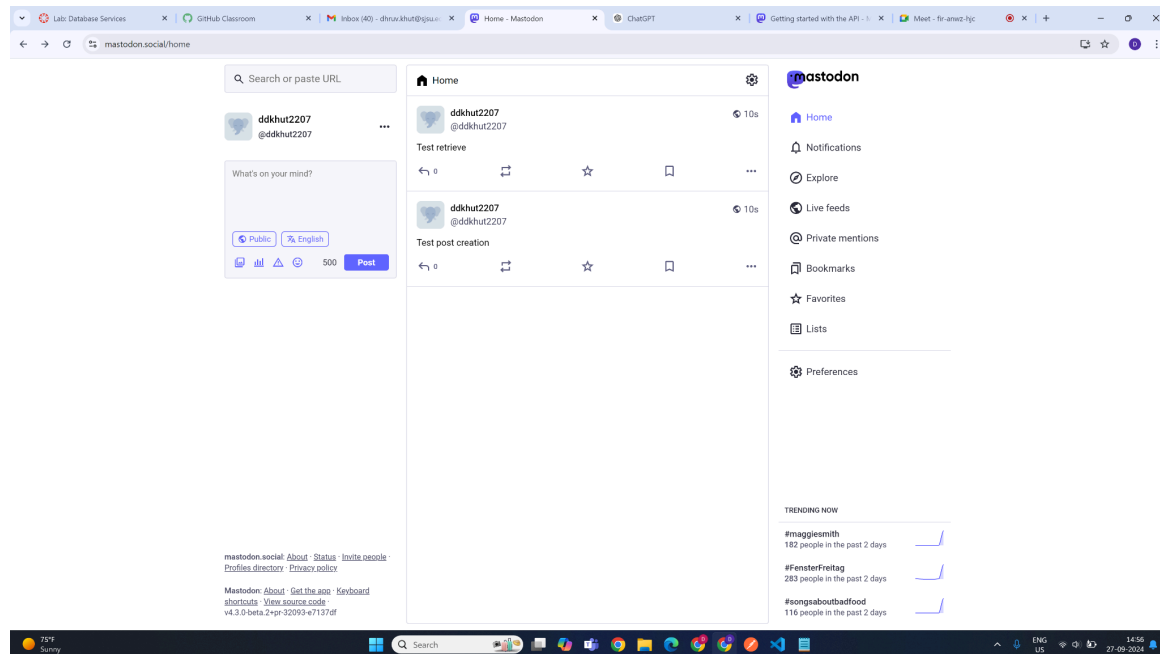 Lab: Database Services
GitHub Classroom
Inbox (40) - dhruv.khut@sjsu.e
Home - Mastodon
ChatGPT
Getting started with the API -
Meet - fir-anwz-hjc
mastodon.social/home
D
Search or paste URL
ddkhut2207
@ddkhut2207
What's on your mind?
Public
English
500
Post
mastodon.social: About · Status · Invite people ·
Profiles directory · Privacy policy
Mastodon: About · Get the app · Keyboard
shortcuts · View source code ·
v4.3.0-beta.2+pr-32093-e7137df
Home
ddkhut2207
10s
@ddkhut2207
Test retrieve
0
ddkhut2207
10s
@ddkhut2207
Test post creation
0
mastodon
Home
Notifications
Explore
Live feeds
Private mentions
Bookmarks
Favorites
Lists
Preferences
TRENDING NOW
#maggiesmith
182 people in the past 2 days
#FensterFreitag
283 people in the past 2 days
#songsaboutbadfood
116 people in the past 2 days
75°F
Sunny
Search
ENG
US
14:56
27-09-2024